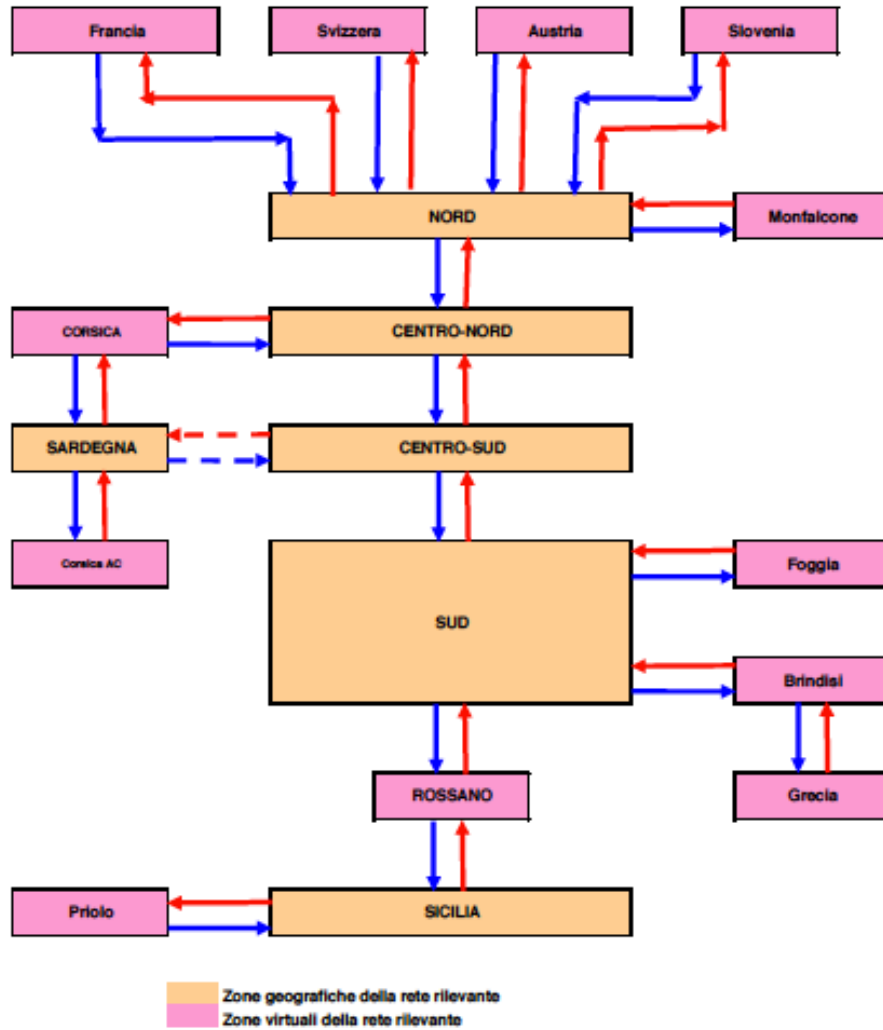 Francia
Svizzera
Austria
Slovenia
NORD
Monfalcone
CORSICA
CENTRO-NORD
SARDEGNA
CENTRO-SUD
Corsica AC
SUD
Foggia
Brindisi
ROSSANO
Grecia
Priolo
SICILIA
Zone geografiche della rete rilevante
Zone virtuali della rete rilevante